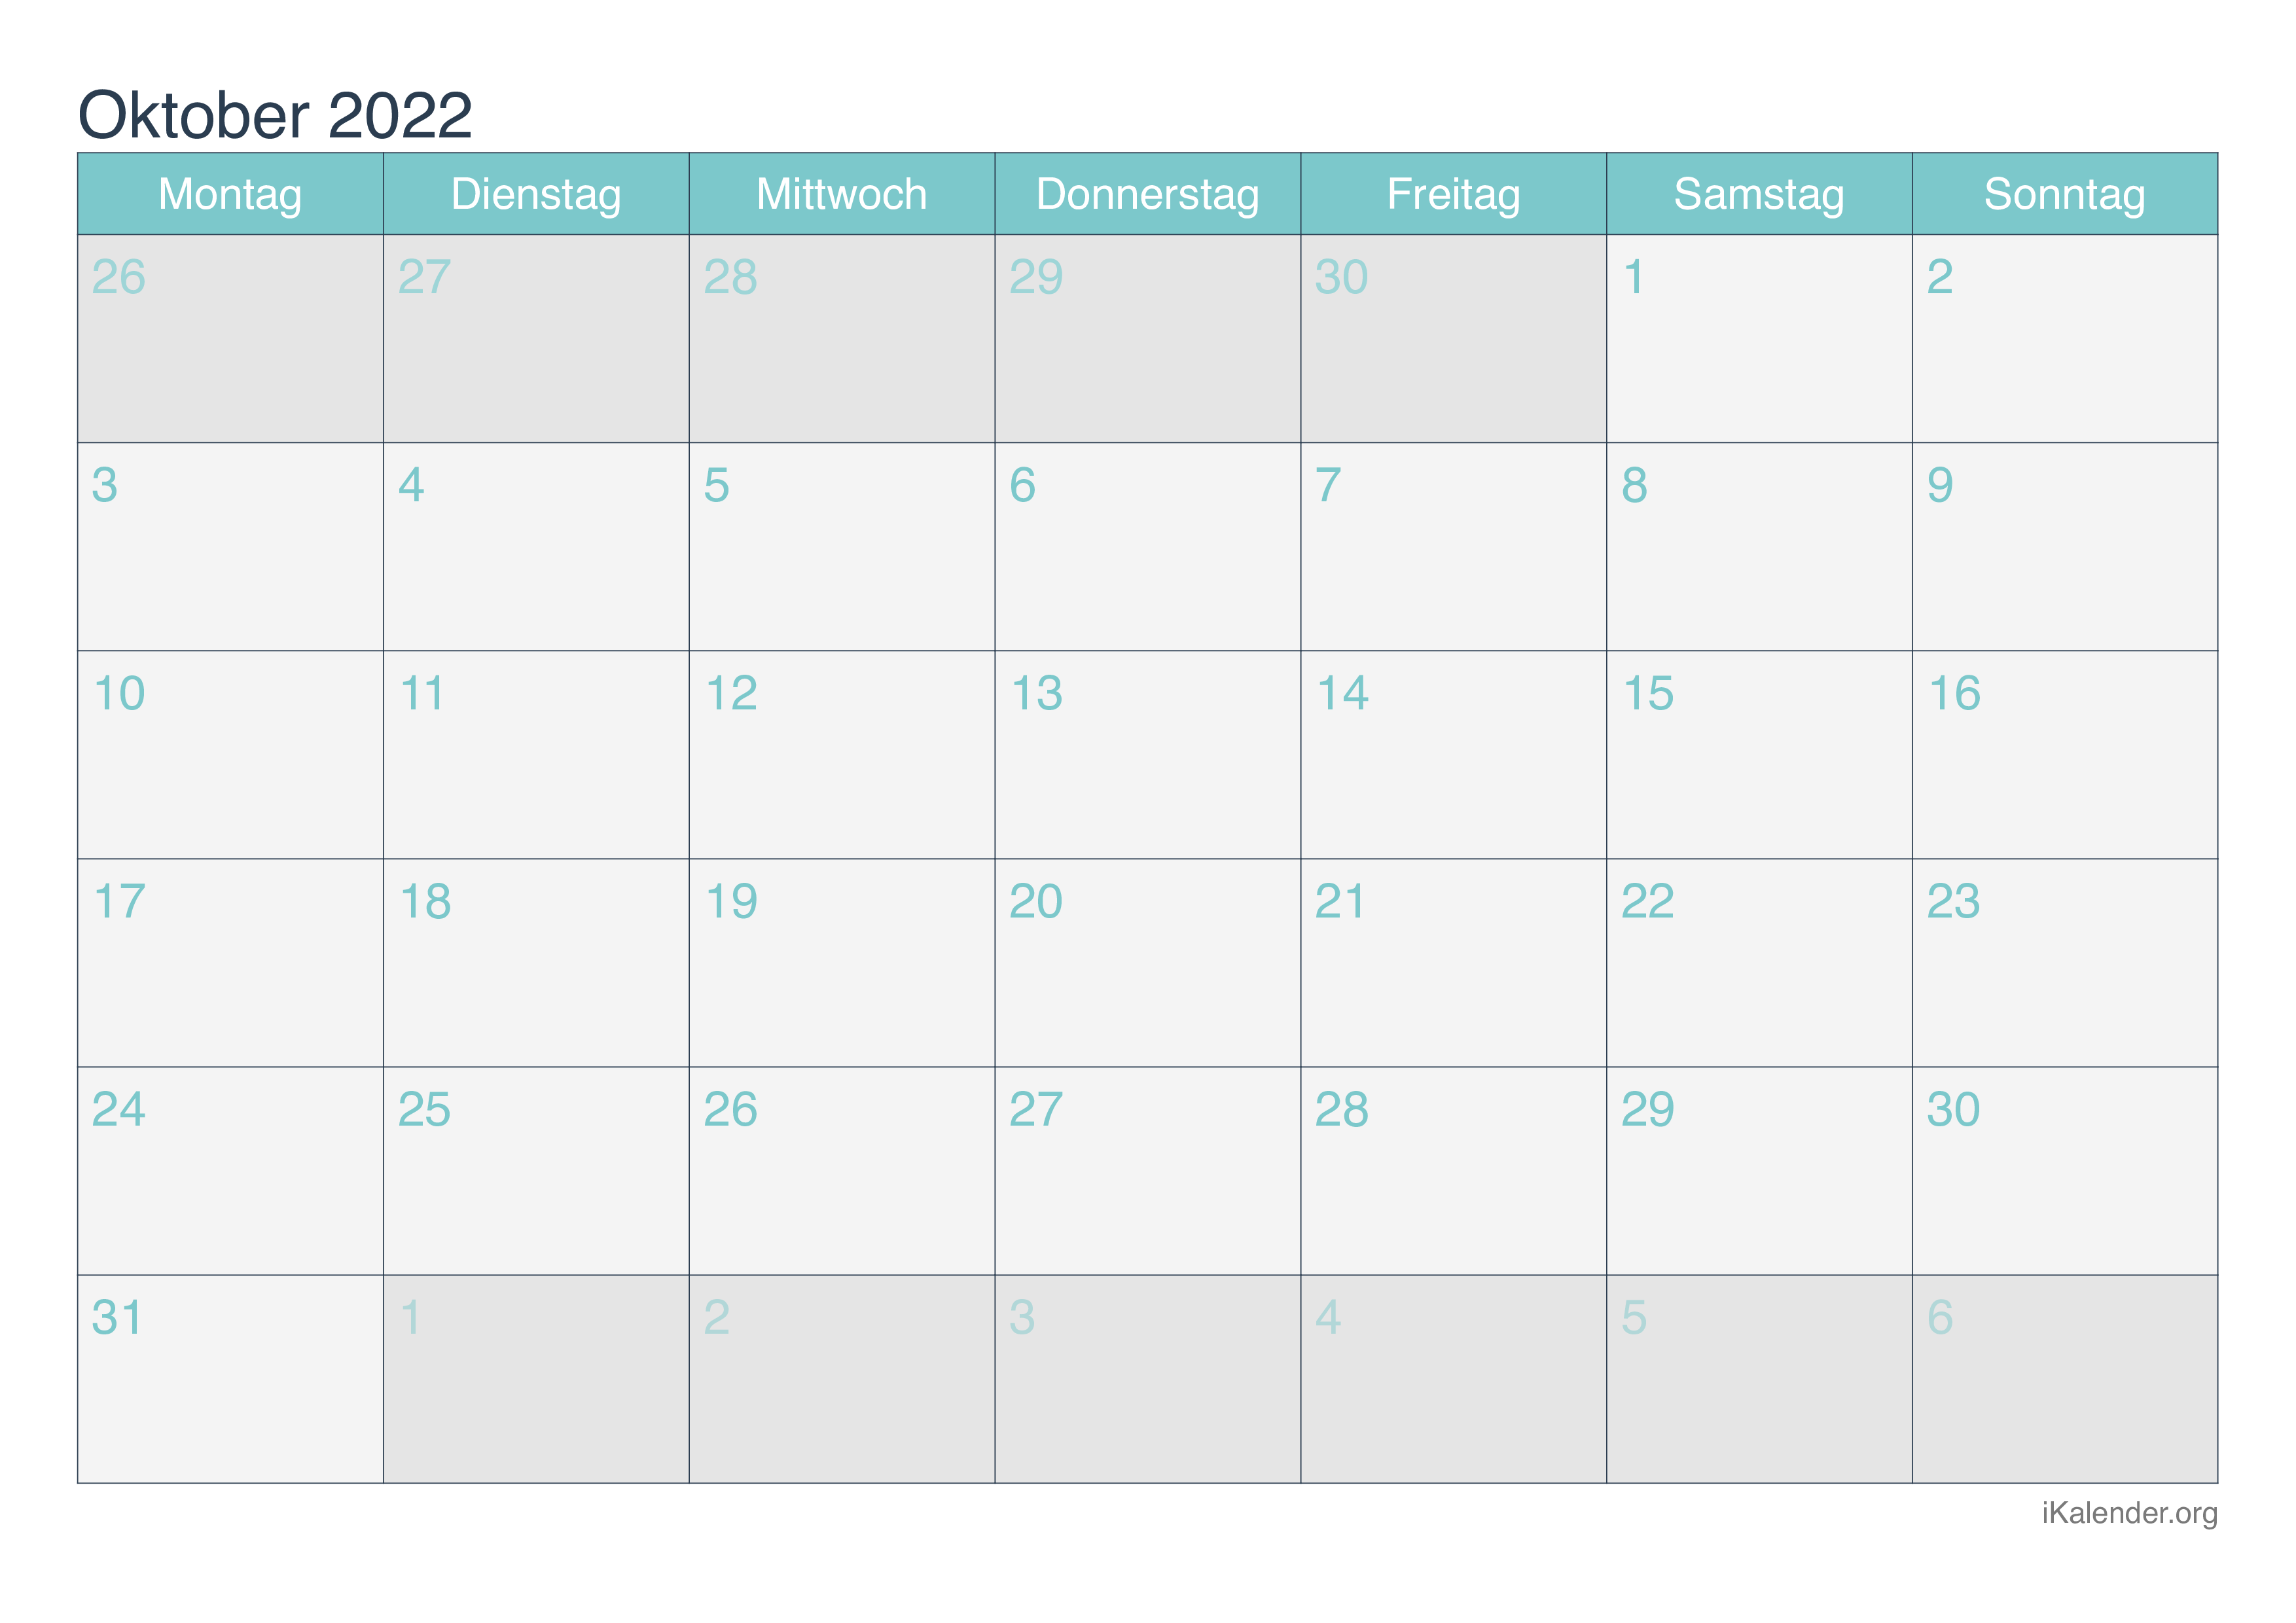 Oktober 2022
Montag Dienstag Mittwoch Donnerstag Freitag Samstag Sonntag
26 27 28 29 30 1 2
3 4 5 6 7 8 9
10 11 12 13 14 15 16
17 18 19 20 21 22 23
24 25 26 27 28 29 30
31 1 2 3 4 5 6
iKalender.org